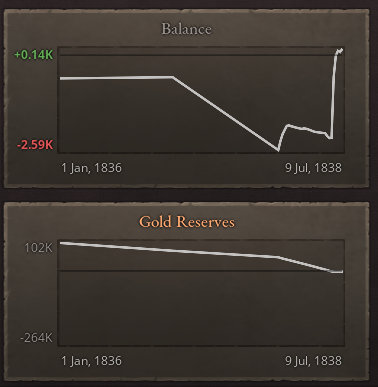 Balance
+0.14K
-2.59K
1 Jan, 1836
9 Jul, 1838
Gold Reserves
102K
-264K
1 Jan, 1836
9 Jul, 1838